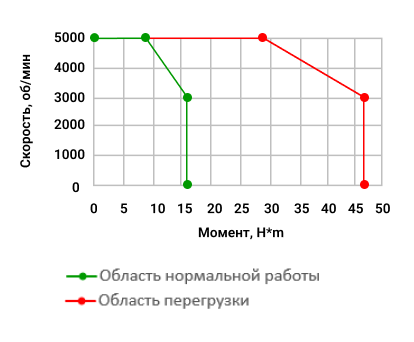 Скорость, об/мин
5000
4000
3000
2000
1000
0
0 5 10 15 20 25 30 35 40 45 50
Момент, Н*m
Область нормальной работы
Область перегрузки